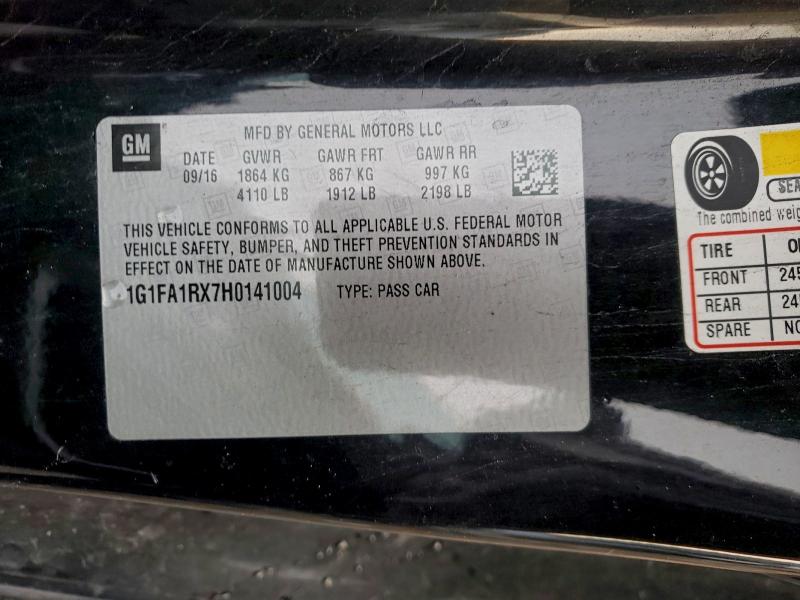 GM
MFD BY GENERAL MOTORS LLC
DATE GVWR GAWR FRT GAWR RR
09/16 1864 KG 867 KG 997 KG
4110 LB 1912 LB 2198 LB
THIS VEHICLE CONFORMS TO ALL APPLICABLE U.S. FEDERAL MOTOR
VEHICLE SAFETY, BUMPER, AND THEFT PREVENTION STANDARDS IN
EFFECT ON THE DATE OF MANUFACTURE SHOWN ABOVE.
1G1FA1RX7H0141004 TYPE: PASS CAR
The combined
TIRE
FRONT
REAR
SPARE